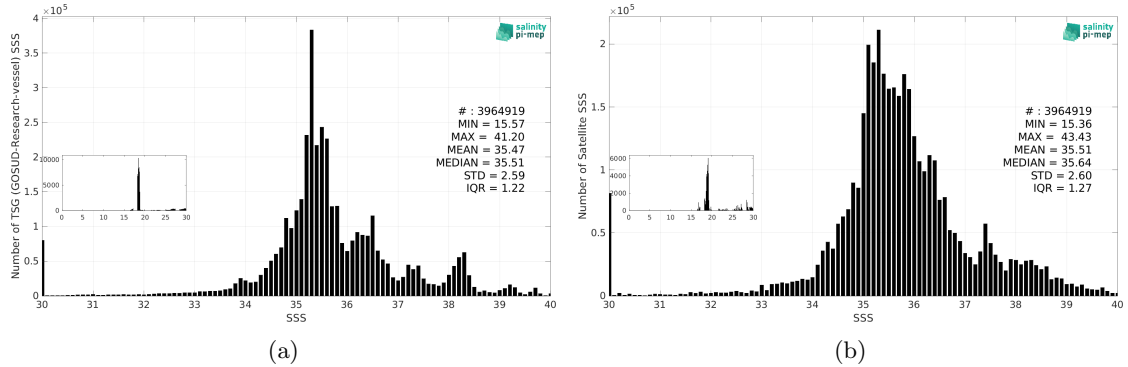 ×10^5
4
3.5
3
2.5
2
1.5
1
0.5
0
Number of TSG (GOSUD-Research-vessel) SSS
salinity
pi-mep
# : 3964919
MIN = 15.57
MAX = 41.20
MEAN = 35.47
MEDIAN = 35.51
STD = 2.59
IQR = 1.22
10000
5000
0
0 5 10 15 20 25 30
30 31 32 33 34 35 36 37 38 39 40
SSS
(a)
×10^5
2
1.5
1
0.5
0
Number of Satellite SSS
salinity
pi-mep
# : 3964919
MIN = 15.36
MAX = 43.43
MEAN = 35.51
MEDIAN = 35.64
STD = 2.60
IQR = 1.27
6000
4000
2000
0
0 5 10 15 20 25 30
30 31 32 33 34 35 36 37 38 39 40
SSS
(b)